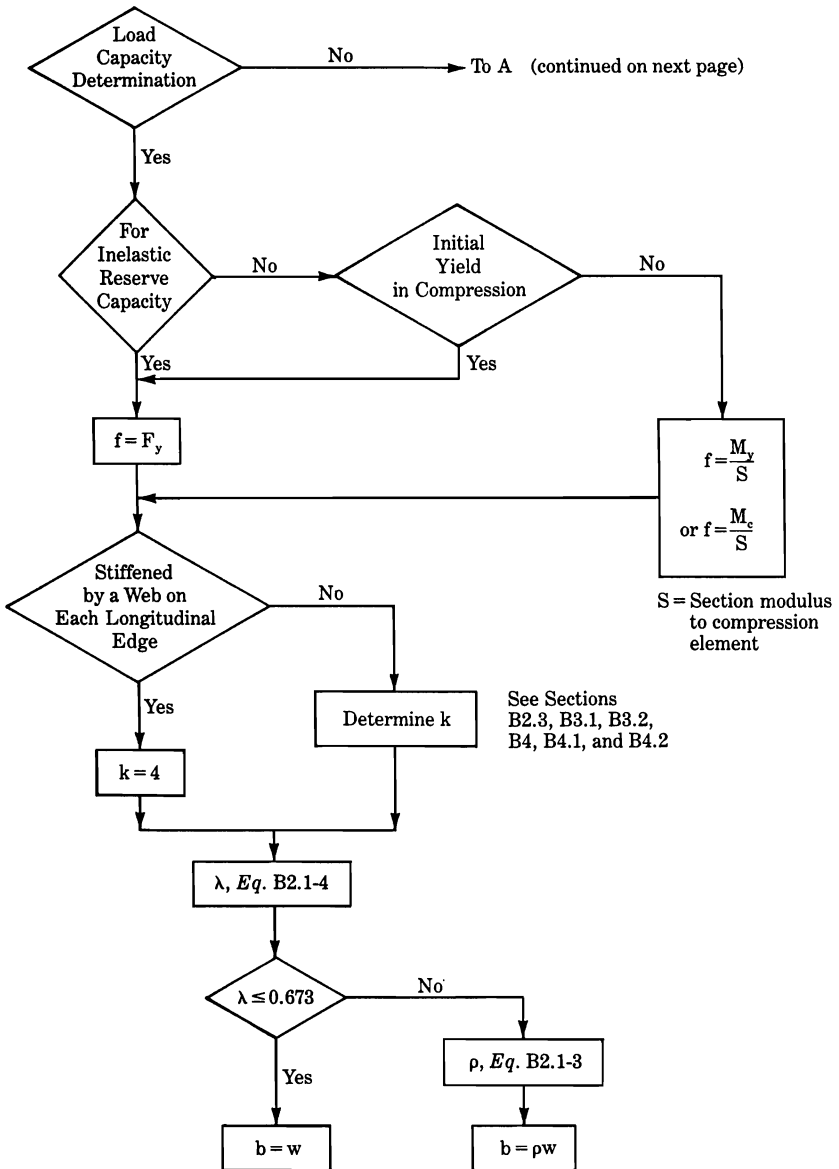 Load
Capacity
Determination
No
To A (continued on next page)
Yes
For
Inelastic
Reserve
Capacity
No
Initial
Yield
in Compression
No
Yes
Yes
f = F_y
f = M_y/S
or f = M_c/S
S = Section modulus
to compression
element
Stiffened
by a Web on
Each Longitudinal
Edge
No
Yes
Determine k
See Sections
B2.3, B3.1, B3.2,
B4, B4.1, and B4.2
k = 4
λ, Eq. B2.1-4
λ ≤ 0.673
No
Yes
ρ, Eq. B2.1-3
b = w
b = ρw